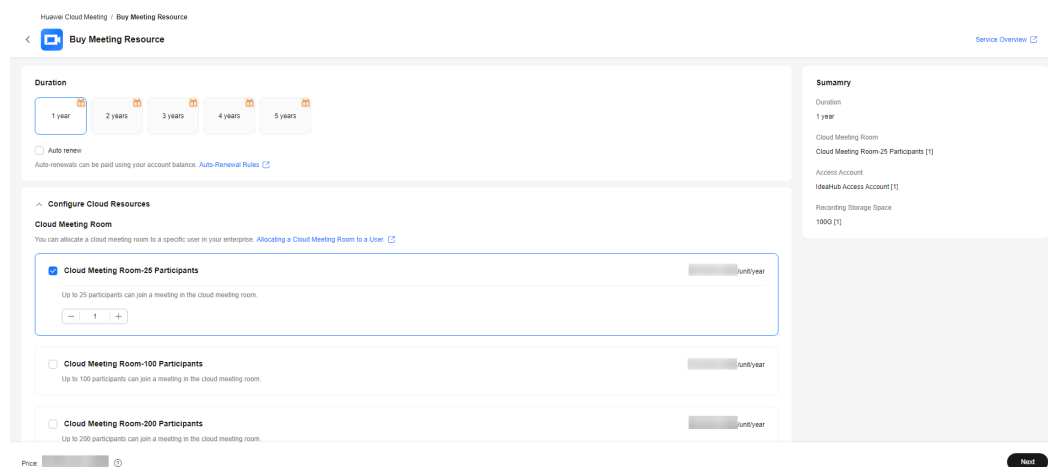 Huawei Cloud Meeting / Buy Meeting Resource
Buy Meeting Resource
Service Overview
Duration
1 year
2 years
3 years
4 years
5 years
Auto renew
Auto-renewals can be paid using your account balance. Auto-Renewal Rules
Configure Cloud Resources
Cloud Meeting Room
You can allocate a cloud meeting room to a specific user in your enterprise. Allocating a Cloud Meeting Room to a User.
Cloud Meeting Room-25 Participants
/unit/year
Up to 25 participants can join a meeting in the cloud meeting room.
1
Cloud Meeting Room-100 Participants
/unit/year
Up to 100 participants can join a meeting in the cloud meeting room.
Cloud Meeting Room-200 Participants
/unit/year
Up to 200 participants can join a meeting in the cloud meeting room.
Sumamry
Duration
1 year
Cloud Meeting Room
Cloud Meeting Room-25 Participants [1]
Access Account
IdeaHub Access Account [1]
Recording Storage Space
100G [1]
Price:
Next